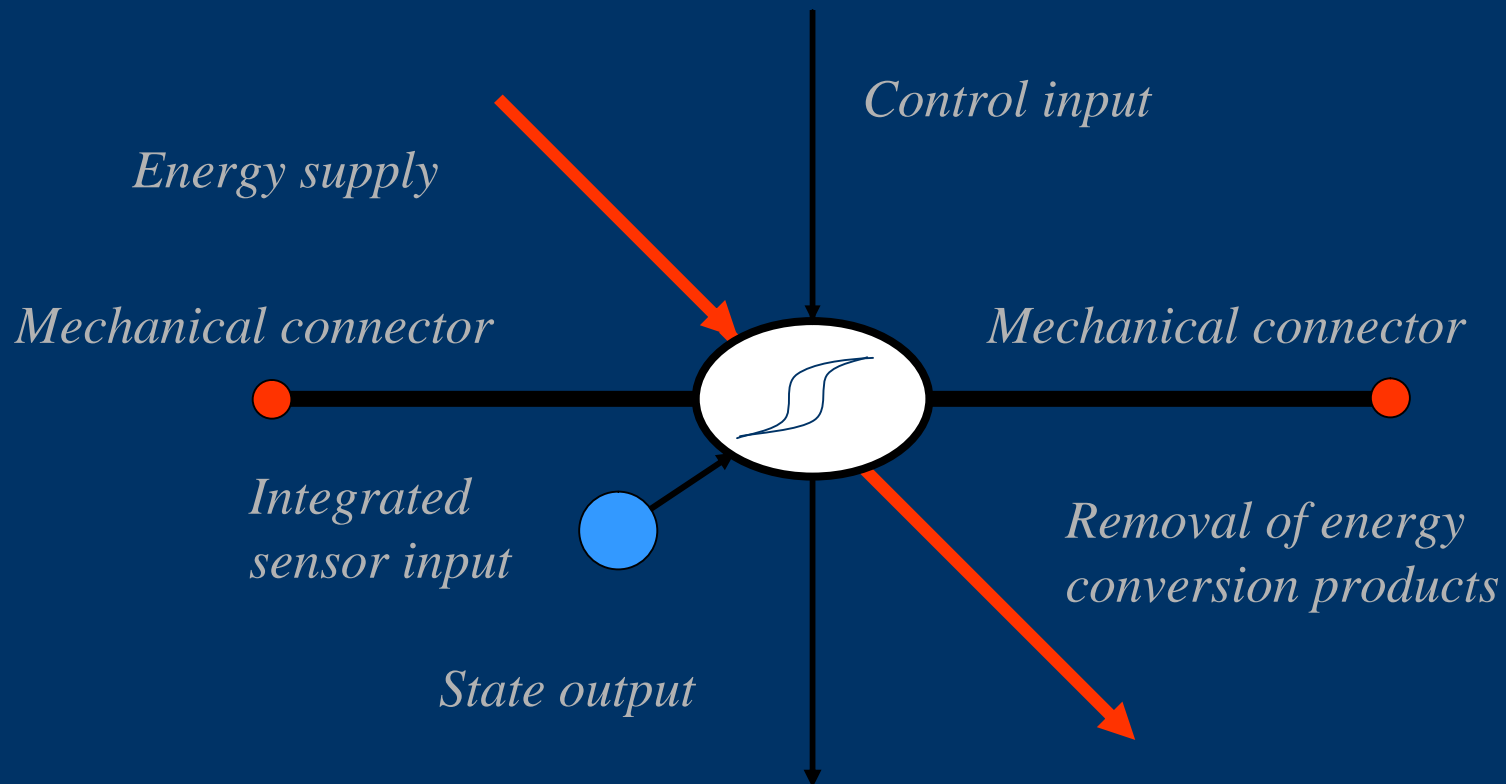 Control input
Energy supply
Mechanical connector
Mechanical connector
Integrated
sensor input
Removal of energy
conversion products
State output